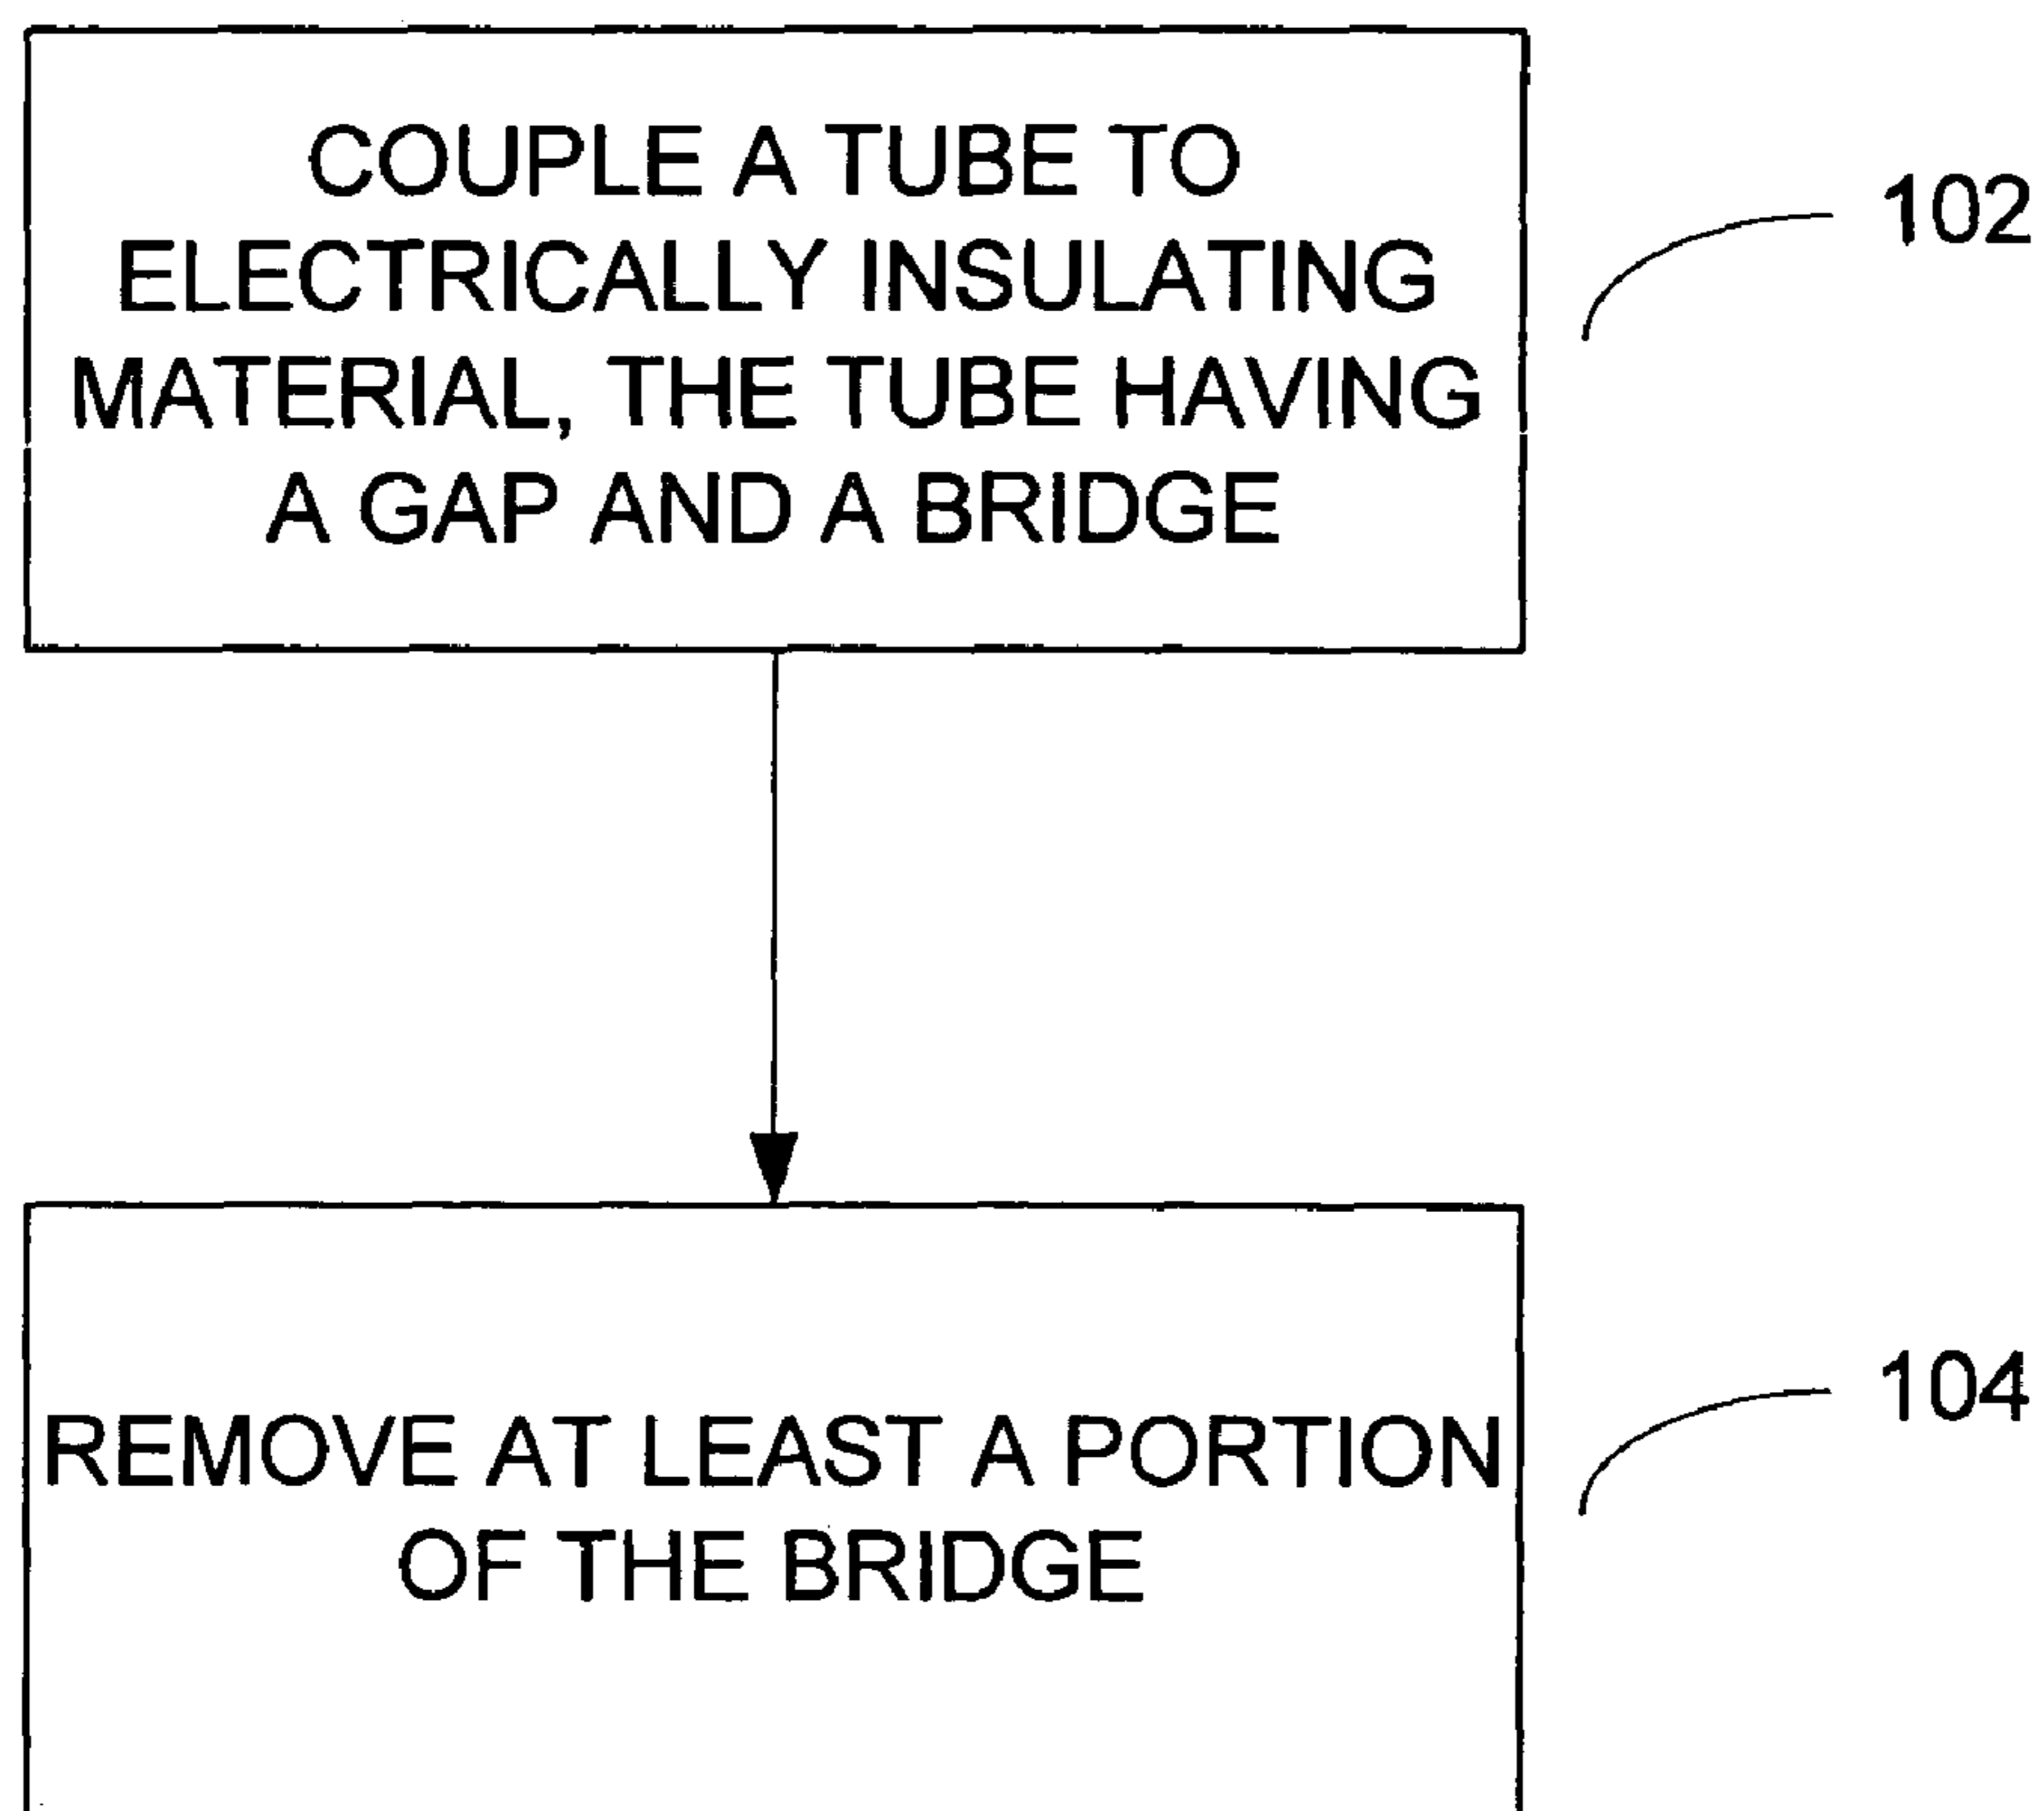 COUPLE A TUBE TO
ELECTRICALLY INSULATING
MATERIAL, THE TUBE HAVING
A GAP AND A BRIDGE
102
REMOVE AT LEAST A PORTION
OF THE BRIDGE
104